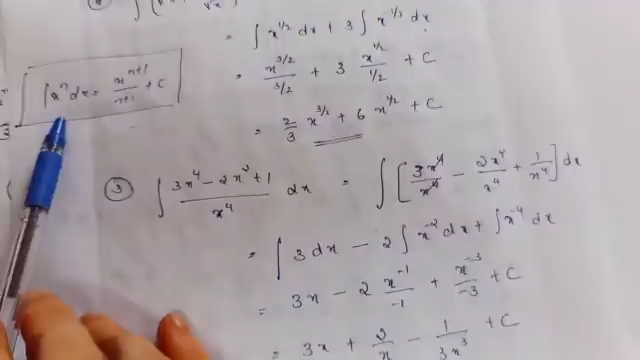 = ∫ x^{1/2} dx + 3 ∫ x^{-1/2} dx
= x^{3/2}/(3/2) + 3 x^{1/2}/(1/2) + C
= 2/3 x^{3/2} + 6 x^{1/2} + C
∫x^n dx = x^{n+1}/(n+1) + C
③ ∫ (3x^4 - 2x^2 + 1)/x^4 dx = ∫ [3x^4/x^4 - 2x^4/x^4 + 1/x^4] dx
= ∫ 3 dx - 2 ∫ x^{-2} dx + ∫ x^{-4} dx
= 3x - 2 x^{-1}/-1 + x^{-3}/-3 + C
= 3x + 2/x - 1/3x^3 + C